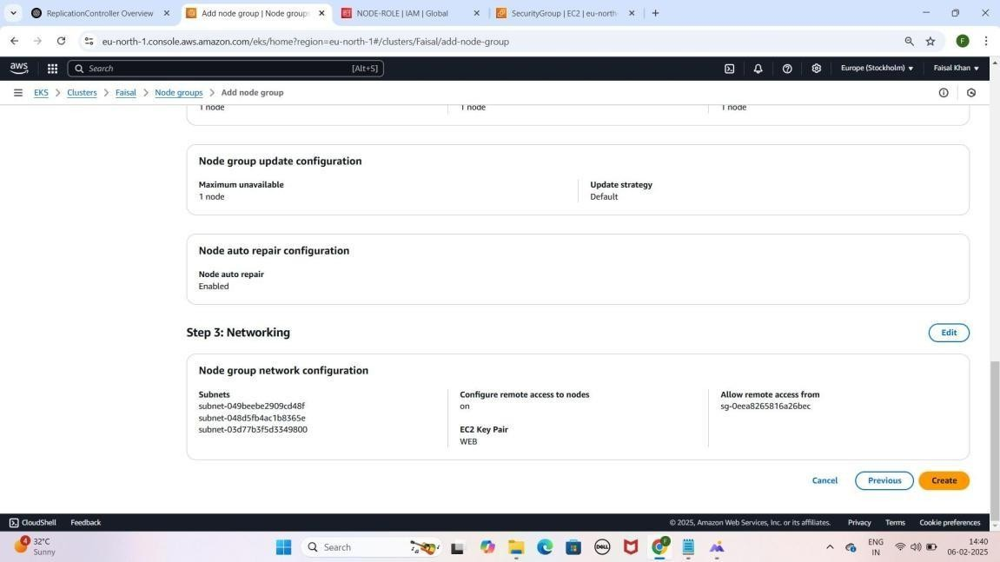 ReplicationController Overview
Add node group | Node groups
NODE-ROLE | IAM | Global
SecurityGroup | EC2 | eu-north-
eu-north-1.console.aws.amazon.com/eks/home?region=eu-north-1#/clusters/Faisal/add-node-group
F
aws
Search [Alt+S]
Europe (Stockholm)
Faisal Khan
EKS > Clusters > Faisal > Node groups > Add node group
1 node 1 node 1 node
Node group update configuration
Maximum unavailable
1 node
Update strategy
Default
Node auto repair configuration
Node auto repair
Enabled
Step 3: Networking
Edit
Node group network configuration
Subnets
subnet-049beebe2909cd48f
subnet-048d5fb4ac1b8365e
subnet-03d77b3f5d3349800
Configure remote access to nodes
on
EC2 Key Pair
WEB
Allow remote access from
sg-0eea8265816a26bec
Cancel Previous Create
CloudShell Feedback
© 2025, Amazon Web Services, Inc. or its affiliates. Privacy Terms Cookie preferences
4
32°C
Sunny
Search
DELL
F
ENG
IN
14:40
06-02-2025